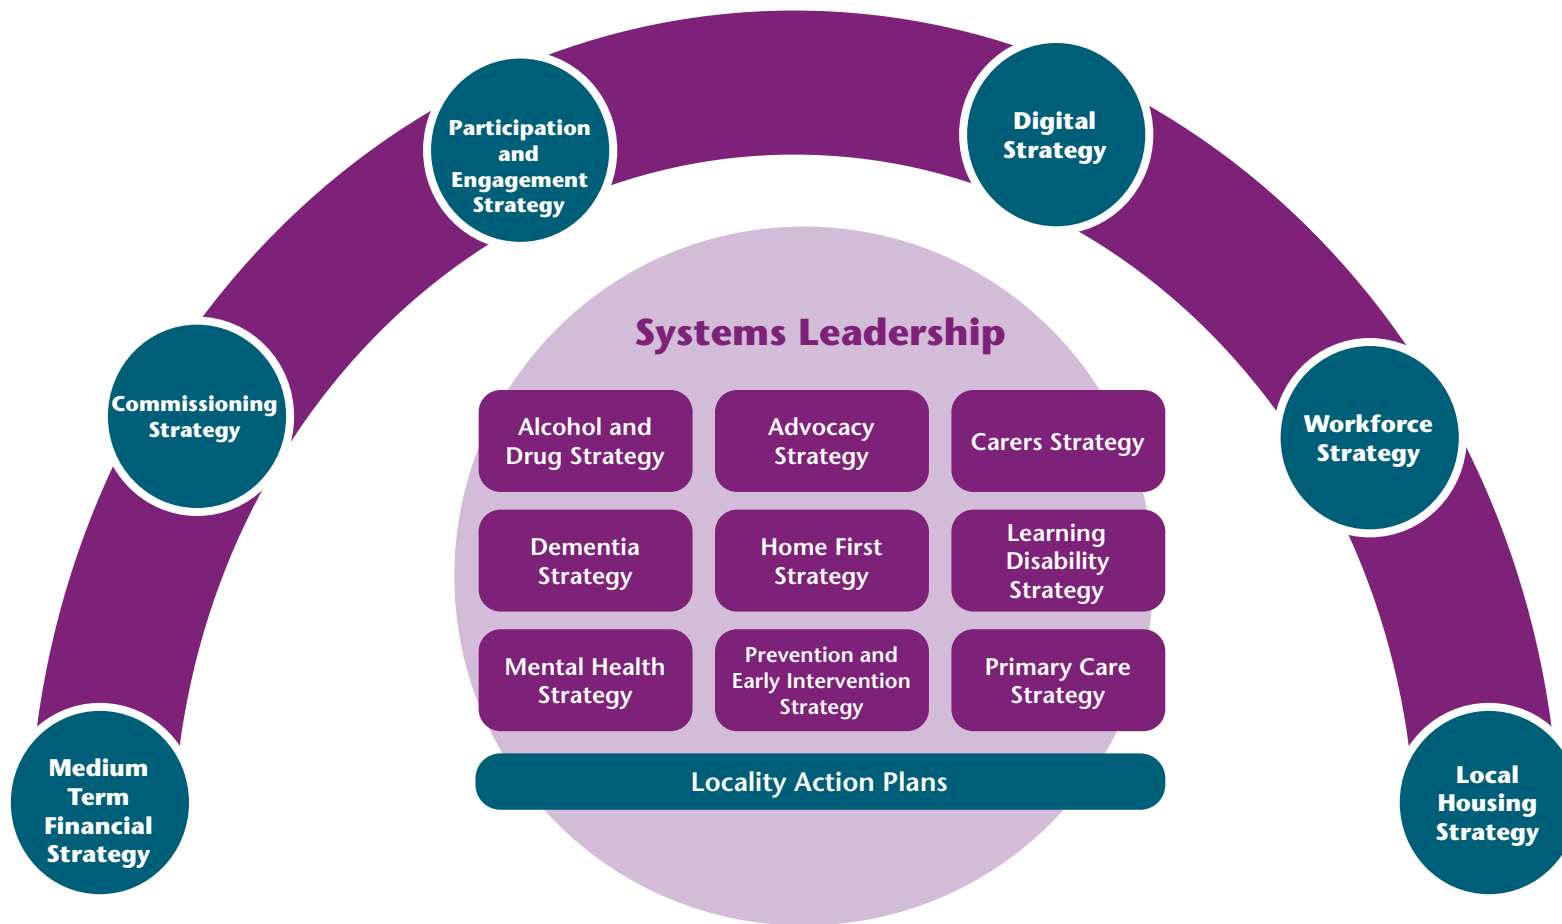 Participation
and
Engagement
Strategy
Digital
Strategy
Commissioning
Strategy
Workforce
Strategy
Medium
Term
Financial
Strategy
Local
Housing
Strategy
Systems Leadership
Alcohol and
Drug Strategy
Advocacy
Strategy
Carers Strategy
Dementia
Strategy
Home First
Strategy
Learning
Disability
Strategy
Mental Health
Strategy
Prevention and
Early Intervention
Strategy
Primary Care
Strategy
Locality Action Plans